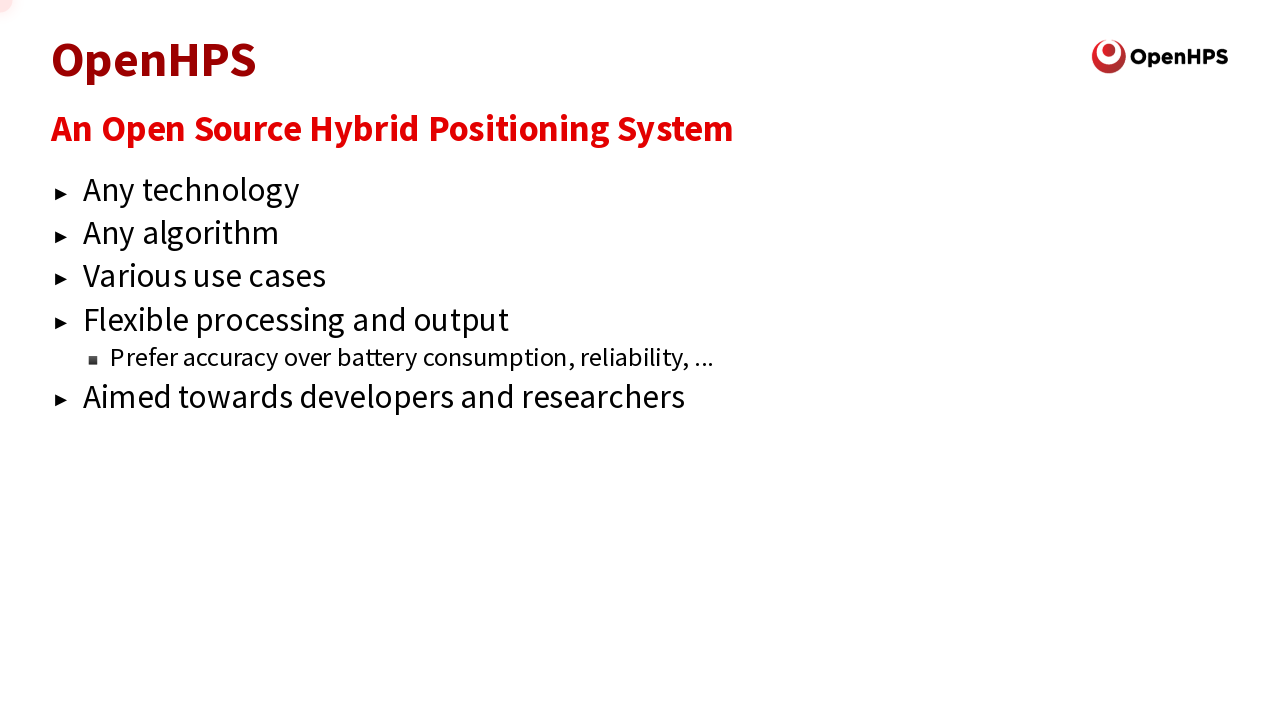 OpenHPS
OpenHPS
An Open Source Hybrid Positioning System
▸ Any technology
▸ Any algorithm
▸ Various use cases
▸ Flexible processing and output
▪ Prefer accuracy over battery consumption, reliability, ...
▸ Aimed towards developers and researchers